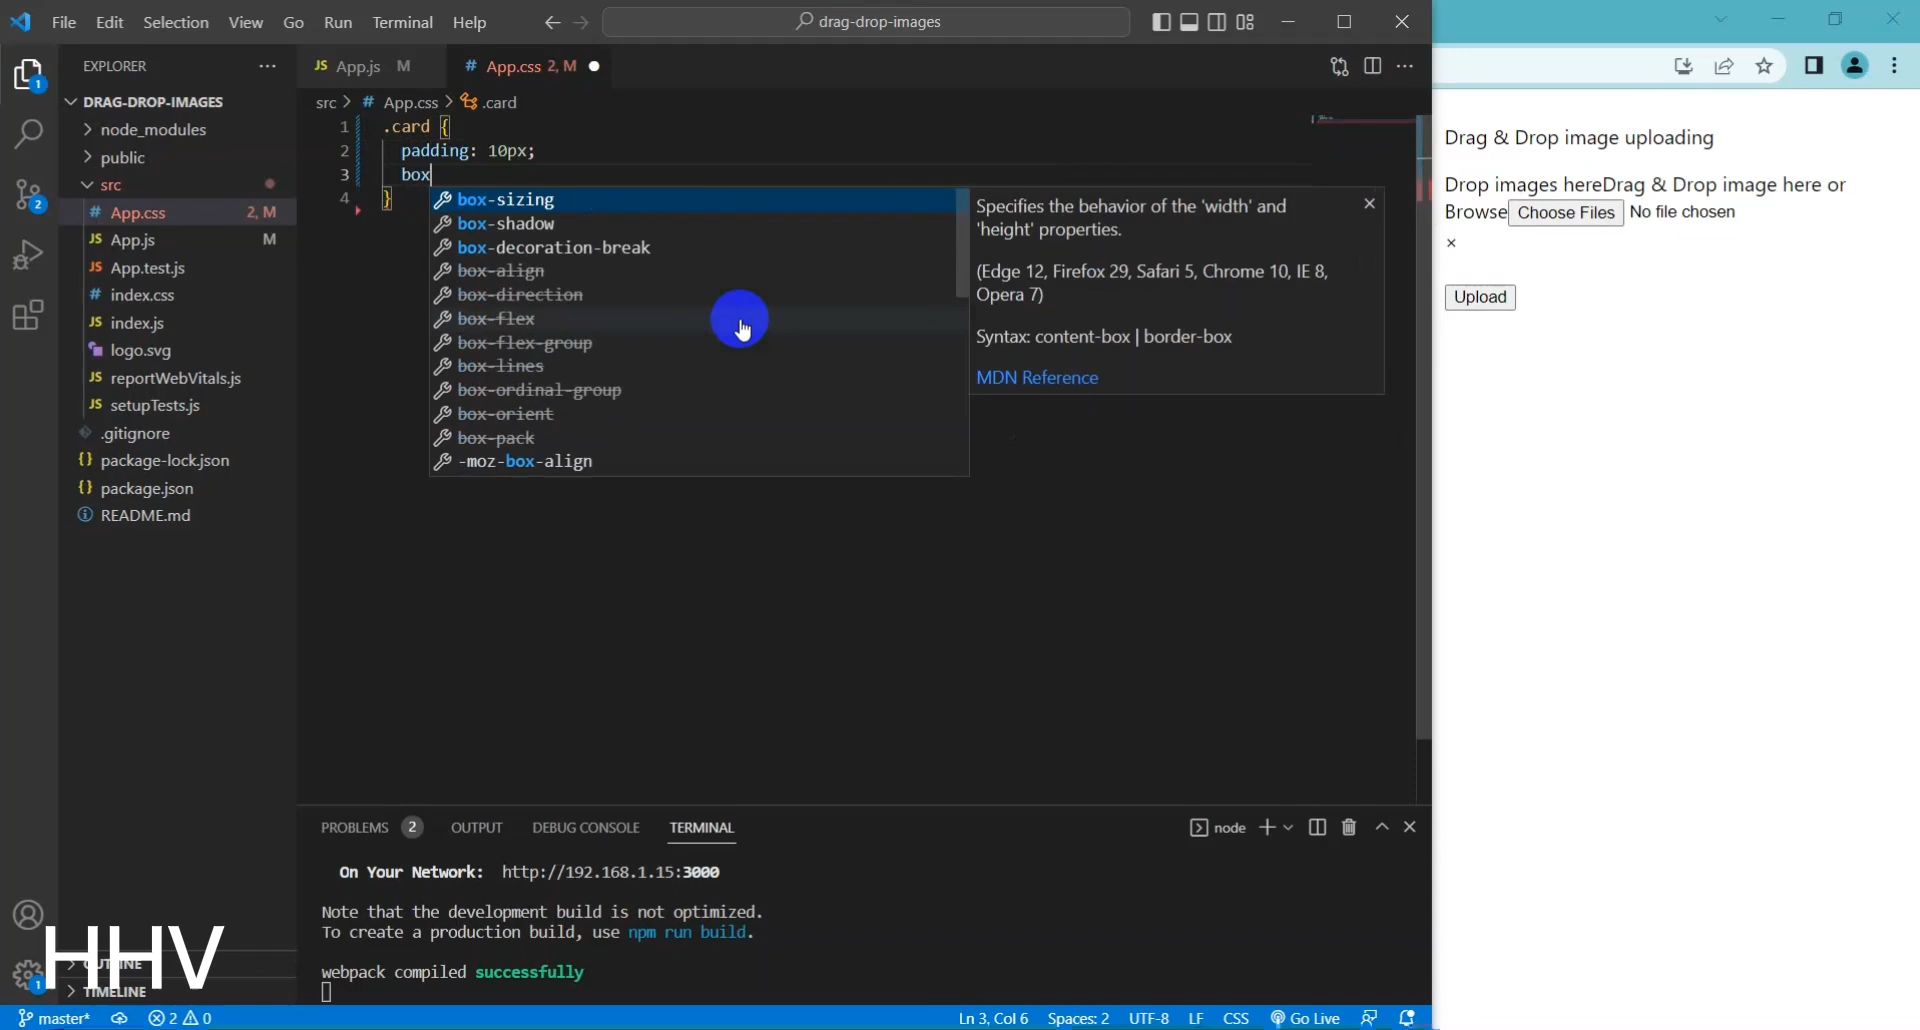 File Edit Selection View Go Run Terminal Help
drag-drop-images
EXPLORER
DRAG-DROP-IMAGES
node_modules
public
src
# App.css 2, M
JS App.js M
JS App.test.js
# index.css
JS index.js
logo.svg
JS reportWebVitals.js
JS setupTests.js
.gitignore
{} package-lock.json
{} package.json
README.md
OUTLINE
TIMELINE
1
2
1
HHV
JS App.js M
# App.css 2, M
src > # App.css > .card
1 .card {
2 padding: 10px;
3 box
4 }
box-sizing
box-shadow
box-decoration-break
box-align
box-direction
box-flex
box-flex-group
box-lines
box-ordinal-group
box-orient
box-pack
-moz-box-align
Specifies the behavior of the 'width' and
'height' properties.
(Edge 12, Firefox 29, Safari 5, Chrome 10, IE 8,
Opera 7)
Syntax: content-box | border-box
MDN Reference
PROBLEMS 2 OUTPUT DEBUG CONSOLE TERMINAL
node
On Your Network: http://192.168.1.15:3000
Note that the development build is not optimized.
To create a production build, use npm run build.
webpack compiled successfully
master* 2 0
Ln 3, Col 6 Spaces: 2 UTF-8 LF CSS Go Live
Drag & Drop image uploading
Drop images hereDrag & Drop image here or
Browse Choose Files No file chosen
×
Upload